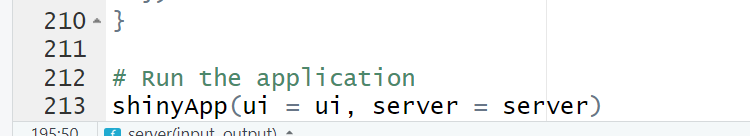 210 }
211
212 # Run the application
213 shinyApp(ui = ui, server = server)
195:50 f server(input, output)